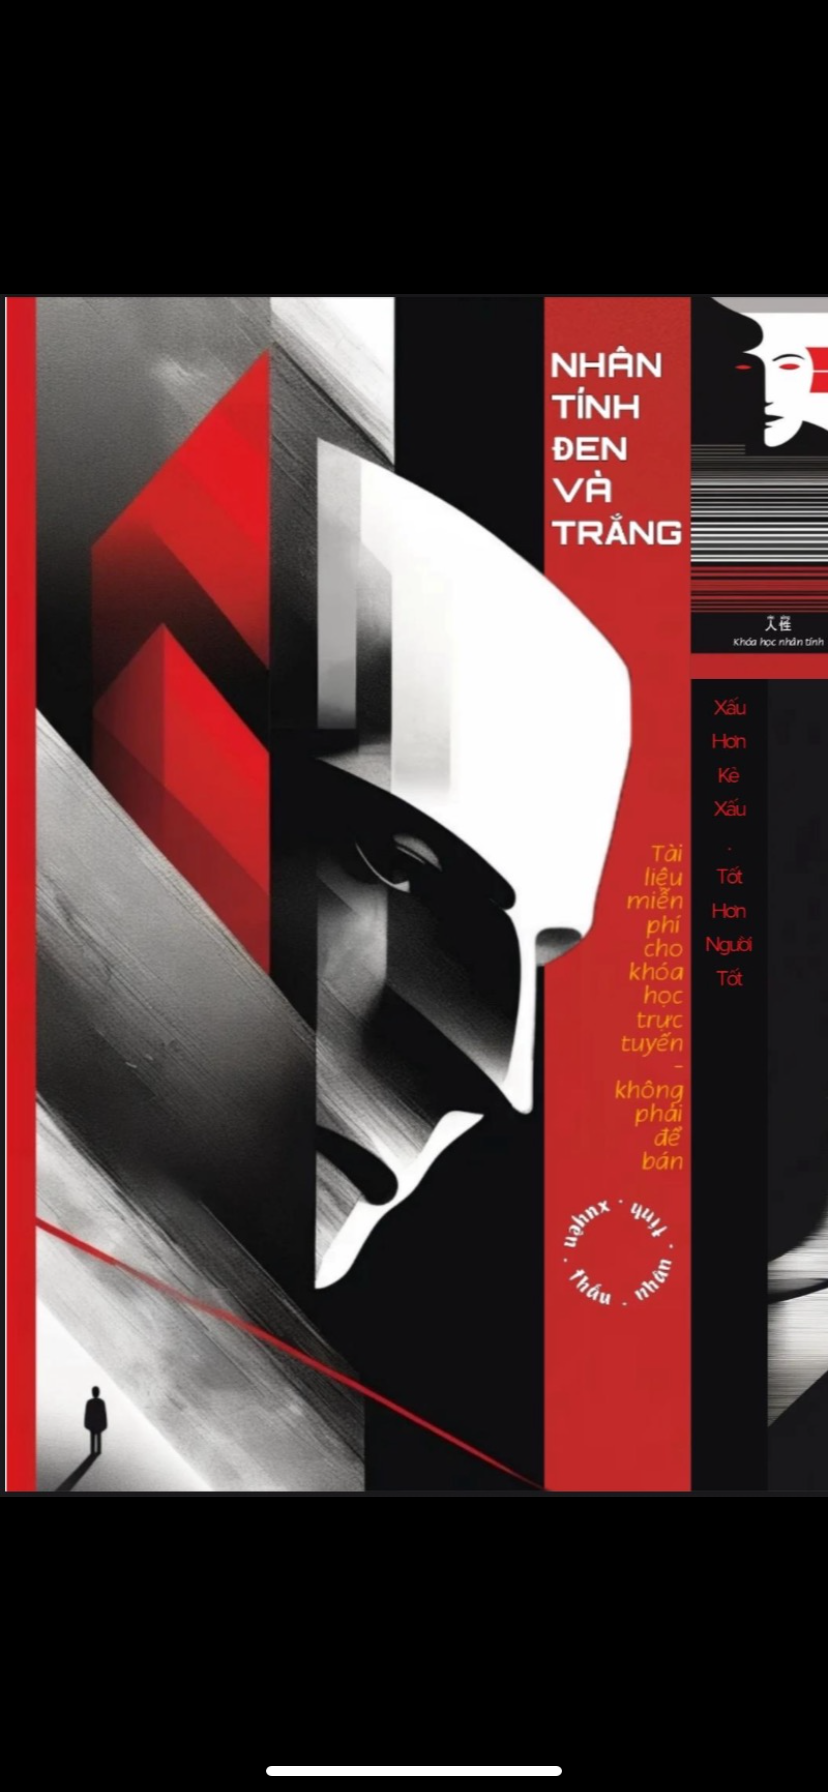 NHÂN
TÍNH
ĐEN
VÀ
TRẮNG
Tài
liệu
miễn
phí
cho
khóa
học
trực
tuyến
-
không
phải
để
bán
xuyên · tính · nhân · thấu ·
人性
Khóa học nhân tính
Xấu
Hơn
Kẻ
Xấu
.
Tốt
Hơn
Người
Tốt